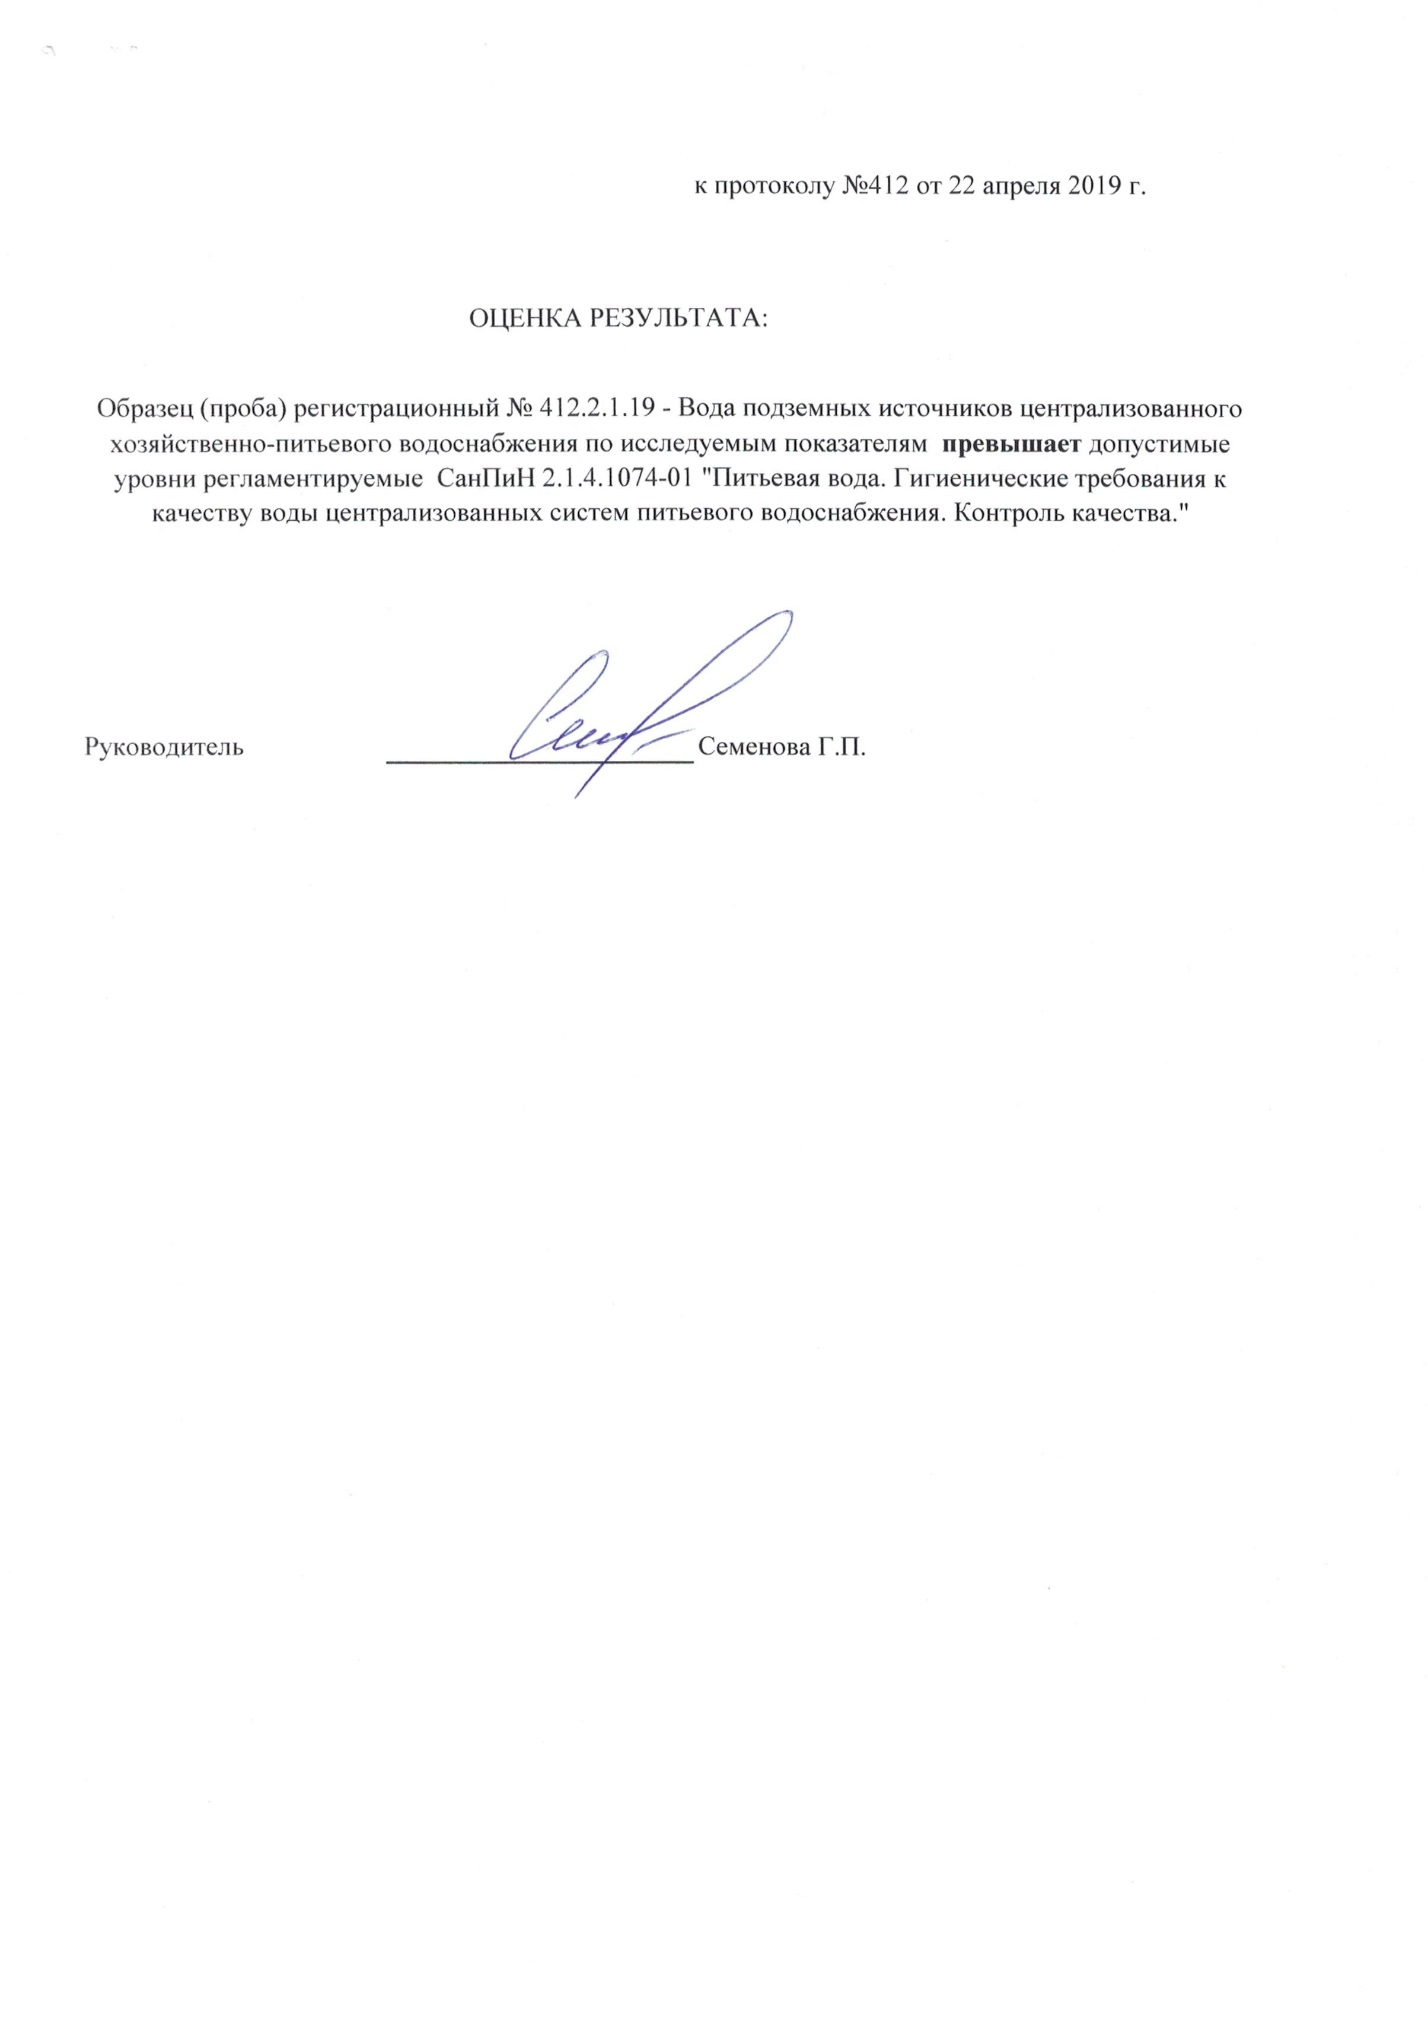 к протоколу №412 от 22 апреля 2019 г.
ОЦЕНКА РЕЗУЛЬТАТА:
Образец (проба) регистрационный № 412.2.1.19 - Вода подземных источников централизованного
хозяйственно-питьевого водоснабжения по исследуемым показателям превышает допустимые
уровни регламентируемые СанПиН 2.1.4.1074-01 "Питьевая вода. Гигиенические требования к
качеству воды централизованных систем питьевого водоснабжения. Контроль качества."
Руководитель Семенова Г.П.